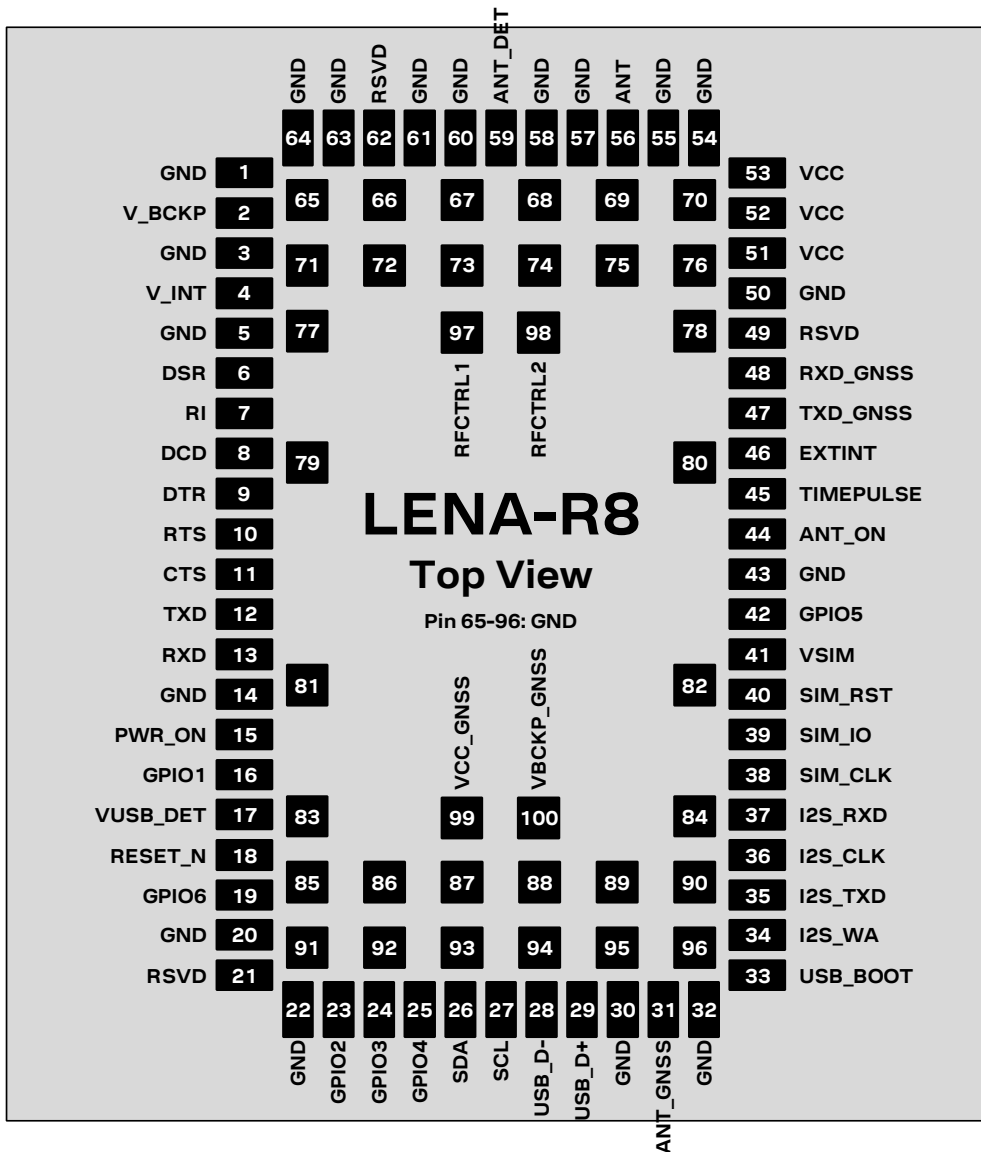 GND GND RSVD GND GND ANT_DET GND GND ANT GND GND
64 63 62 61 60 59 58 57 56 55 54
GND 1 53 VCC
65 66 67 68 69 70
V_BCKP 2 52 VCC
GND 3 51 VCC
71 72 73 74 75 76
V_INT 4 50 GND
GND 5 77 97 98 78 49 RSVD
DSR 6 48 RXD_GNSS
RFCTRL1 RFCTRL2
RI 7 47 TXD_GNSS
DCD 8 79 80 46 EXTINT
DTR 9 45 TIMEPULSE
LENA-R8
RTS 10 44 ANT_ON
CTS 11 Top View 43 GND
TXD 12 Pin 65-96: GND 42 GPIO5
RXD 13 41 VSIM
GND 14 81 82 40 SIM_RST
VCC_GNSS VBCKP_GNSS
PWR_ON 15 39 SIM_IO
GPIO1 16 38 SIM_CLK
VUSB_DET 17 83 99 100 84 37 I2S_RXD
RESET_N 18 36 I2S_CLK
85 86 87 88 89 90
GPIO6 19 35 I2S_TXD
GND 20 34 I2S_WA
91 92 93 94 95 96
RSVD 21 33 USB_BOOT
22 23 24 25 26 27 28 29 30 31 32
GND GPIO2 GPIO3 GPIO4 SDA SCL USB_D- USB_D+ GND ANT_GNSS GND